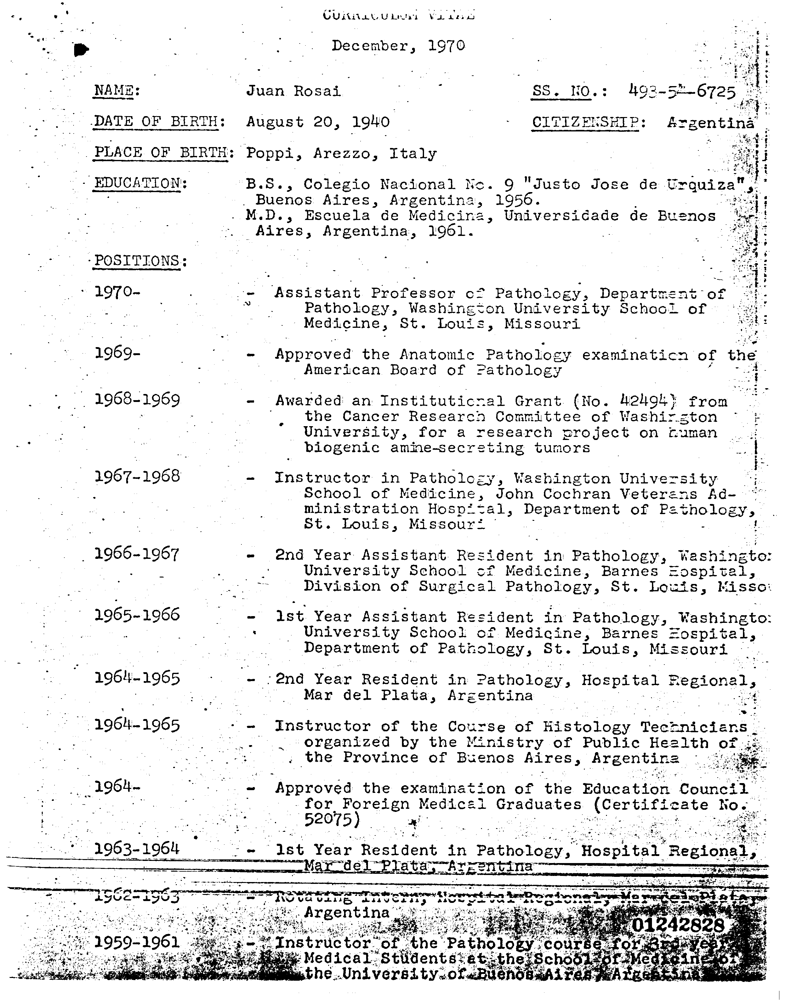 CURRICULUM VITAE
December, 1970
NAME: Juan Rosai SS. NO.: 493-5 -6725
DATE OF BIRTH: August 20, 1940 CITIZENSHIP: Argentina
PLACE OF BIRTH: Poppi, Arezzo, Italy
EDUCATION: B.S., Colegio Nacional No. 9 "Justo Jose de Urquiza",
Buenos Aires, Argentina, 1956.
M.D., Escuela de Medicina, Universidade de Buenos
Aires, Argentina, 1961.
POSITIONS:
1970- - Assistant Professor of Pathology, Department of
Pathology, Washington University School of
Medicine, St. Louis, Missouri
1969- - Approved the Anatomic Pathology examination of the
American Board of Pathology
1968-1969 - Awarded an Institutional Grant (No. 42494) from
the Cancer Research Committee of Washington
University, for a research project on human
biogenic amine-secreting tumors
1967-1968 - Instructor in Pathology, Washington University
School of Medicine, John Cochran Veterans Ad-
ministration Hospital, Department of Pathology,
St. Louis, Missouri
1966-1967 - 2nd Year Assistant Resident in Pathology, Washingto
University School of Medicine, Barnes Hospital,
Division of Surgical Pathology, St. Louis, Misso
1965-1966 - 1st Year Assistant Resident in Pathology, Washingto
University School of Medicine, Barnes Hospital,
Department of Pathology, St. Louis, Missouri
1964-1965 - 2nd Year Resident in Pathology, Hospital Regional,
Mar del Plata, Argentina
1964-1965 - Instructor of the Course of Histology Technicians
organized by the Ministry of Public Health of
the Province of Buenos Aires, Argentina
1964- - Approved the examination of the Education Council
for Foreign Medical Graduates (Certificate No.
52075)
1963-1964 - 1st Year Resident in Pathology, Hospital Regional,
Mar del Plata, Argentina
1962-1963 - Rotating Intern, Hospital Regional, Mar del Plata,
Argentina
01242828
1959-1961 - Instructor of the Pathology course for 3rd Year
Medical Students at the School of Medicine of
the University of Buenos Aires, Argentina